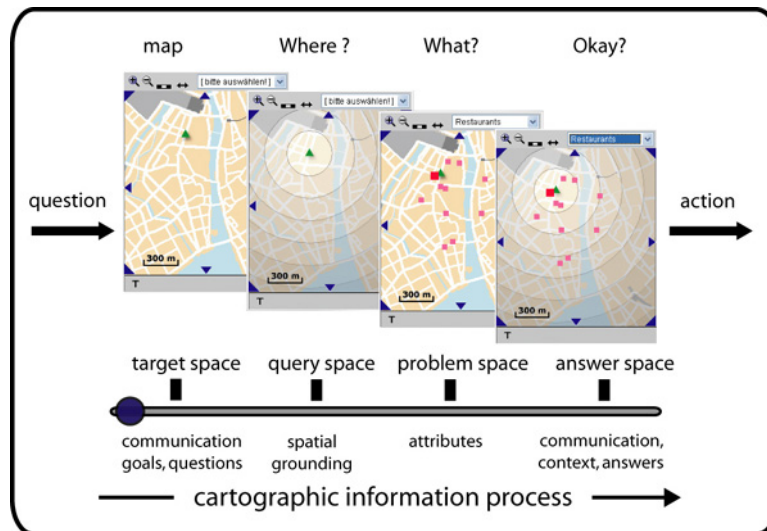 map
Where ?
What?
Okay?
[ bitte auswählen! ]
[ bitte auswählen! ]
Restaurants
Restaurants
question
action
300 m
300 m
300 m
300 m
T
T
T
T
target space
query space
problem space
answer space
communication
goals, questions
spatial
grounding
attributes
communication,
context, answers
cartographic information process